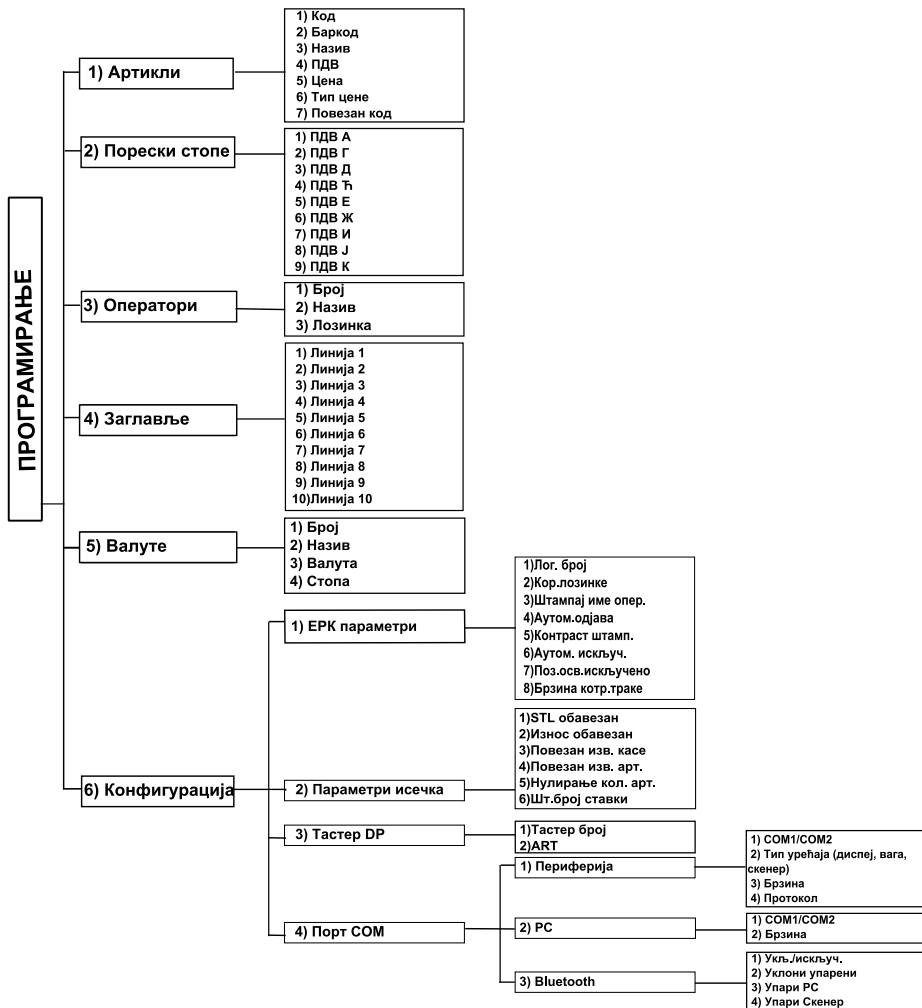 ПРОГРАМИРАЊЕ
1) Артикли
1) Код
2) Баркод
3) Назив
4) ПДВ
5) Цена
6) Тип цене
7) Повезан код
2) Порески стопе
1) ПДВ А
2) ПДВ Г
3) ПДВ Д
4) ПДВ Ђ
5) ПДВ Е
6) ПДВ Ж
7) ПДВ И
8) ПДВ Ј
9) ПДВ К
3) Оператори
1) Број
2) Назив
3) Лозинка
4) Заглавље
1) Линија 1
2) Линија 2
3) Линија 3
4) Линија 4
5) Линија 5
6) Линија 6
7) Линија 7
8) Линија 8
9) Линија 9
10)Линија 10
5) Валуте
1) Број
2) Назив
3) Валута
4) Стопа
6) Конфигурација
1) ЕРК параметри
1)Лог. број
2)Кор.лозинке
3)Штампај име опер.
4)Аутом.одјава
5)Контраст штамп.
6)Аутом. искључ.
7)Поз.осв.искључено
8)Брзина котр.траке
2) Параметри исечка
1)STL обавезан
2)Износ обавезан
3)Повезан изв. касе
4)Повезан изв. арт.
5)Нулирање кол. арт.
6)Шт.број ставки
3) Тастер DP
1)Тастер број
2)ART
4) Порт COM
1) Периферија
1) COM1/COM2
2) Тип урећаја (диспеј, вага,
скенер)
3) Брзина
4) Протокол
2) PC
1) COM1/COM2
2) Брзина
3) Bluetooth
1) Укљ./искључ.
2) Уклони упарени
3) Упари PC
4) Упари Скенер